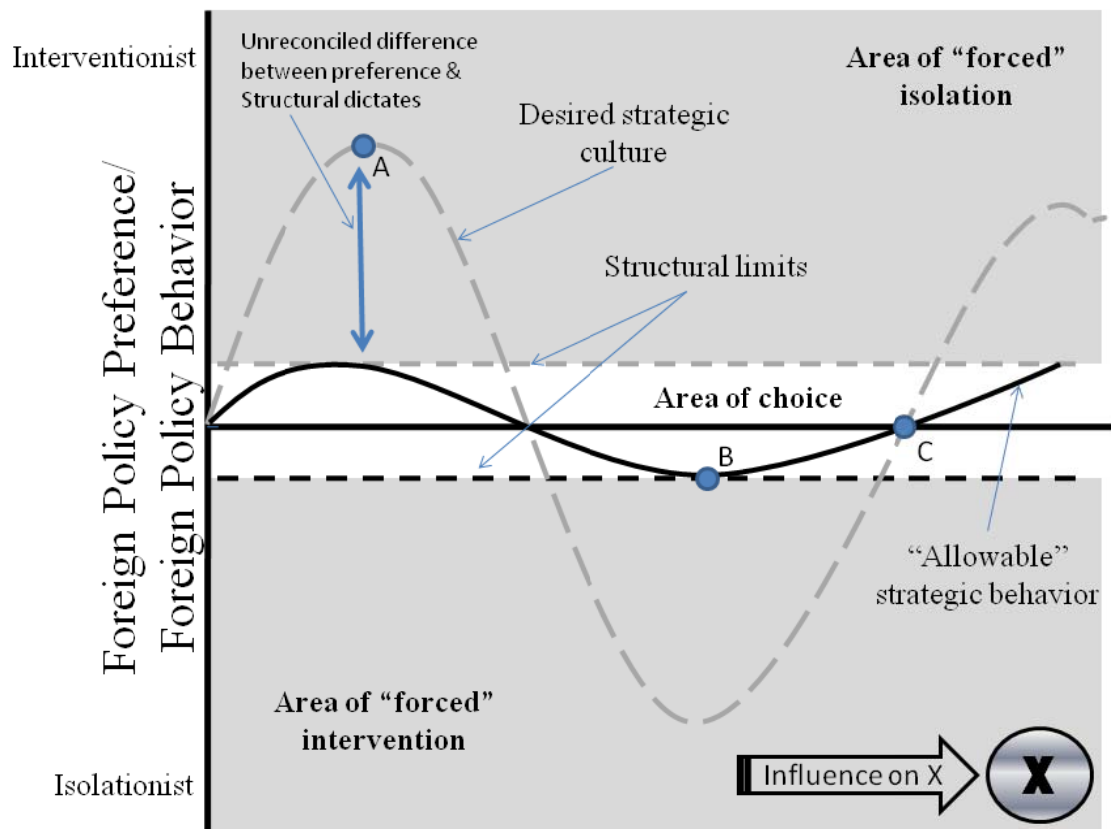 Interventionist
Unreconciled difference
between preference &
Structural dictates
Area of “forced”
isolation
Desired strategic
culture
A
Foreign Policy Preference/
Foreign Policy Behavior
Structural limits
Area of choice
B
C
“Allowable”
strategic behavior
Area of “forced”
intervention
Isolationist
Influence on X
X